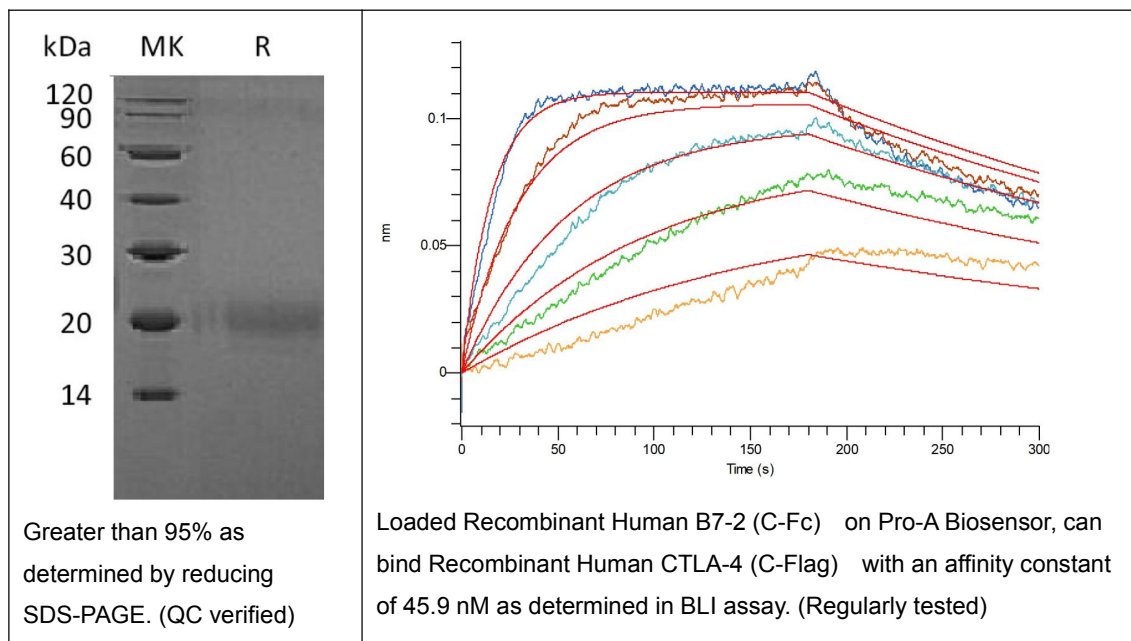 kDa MK R
120
90
60
40
30
20
14
Greater than 95% as
determined by reducing
SDS-PAGE. (QC verified)
0.1
0.05
0
nm
0 50 100 150 200 250 300
Time (s)
Loaded Recombinant Human B7-2 (C-Fc) on Pro-A Biosensor, can
bind Recombinant Human CTLA-4 (C-Flag) with an affinity constant
of 45.9 nM as determined in BLI assay. (Regularly tested)